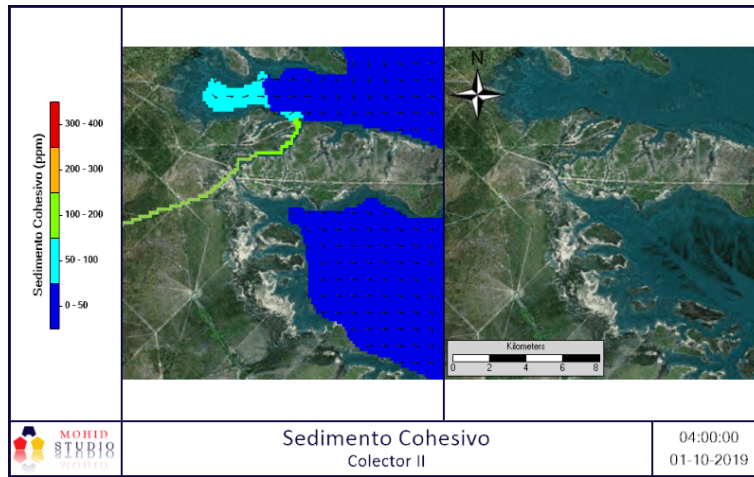 Sedimento Cohesivo (ppm)
300 - 400
200 - 300
100 - 200
50 - 100
0 - 50
N
Kilometers
0 2 4 6 8
MOHID
STUDIO
Sedimento Cohesivo
Colector II
04:00:00
01-10-2019